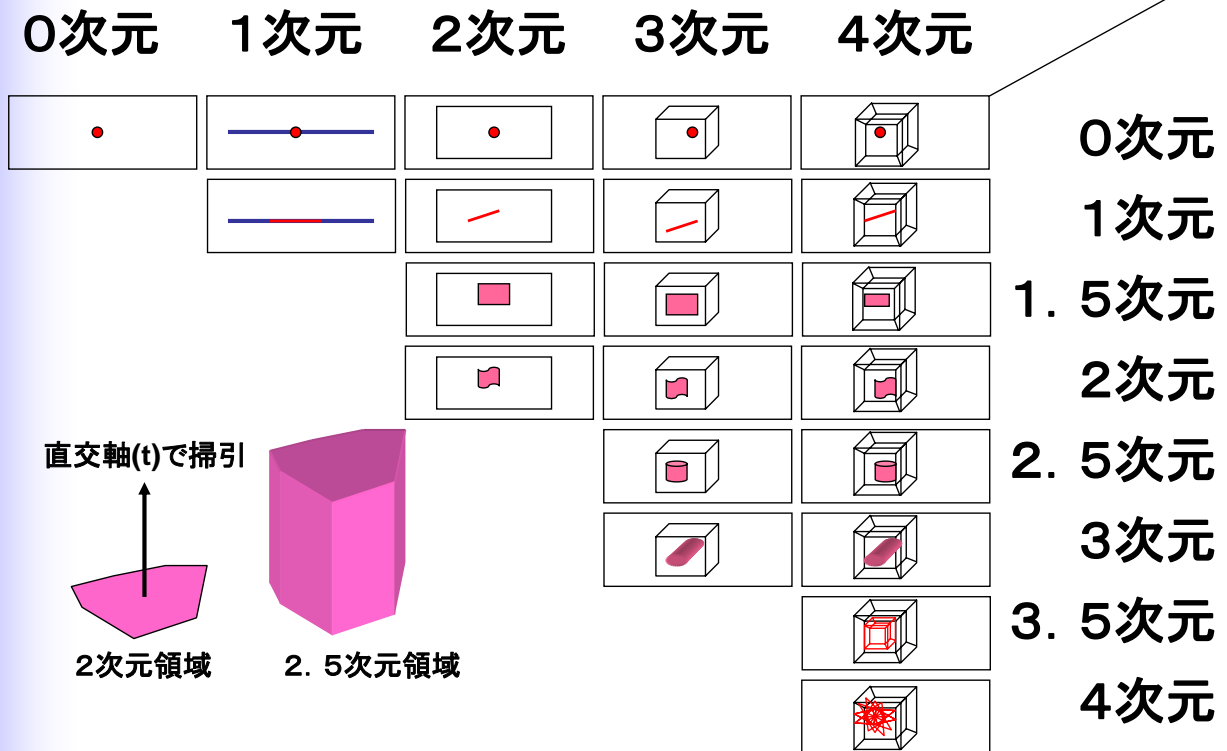 ０次元 １次元 ２次元 ３次元 ４次元
０次元
１次元
１．５次元
２次元
直交軸(t)で掃引
２．５次元
３次元
３．５次元
２次元領域 ２．５次元領域
４次元